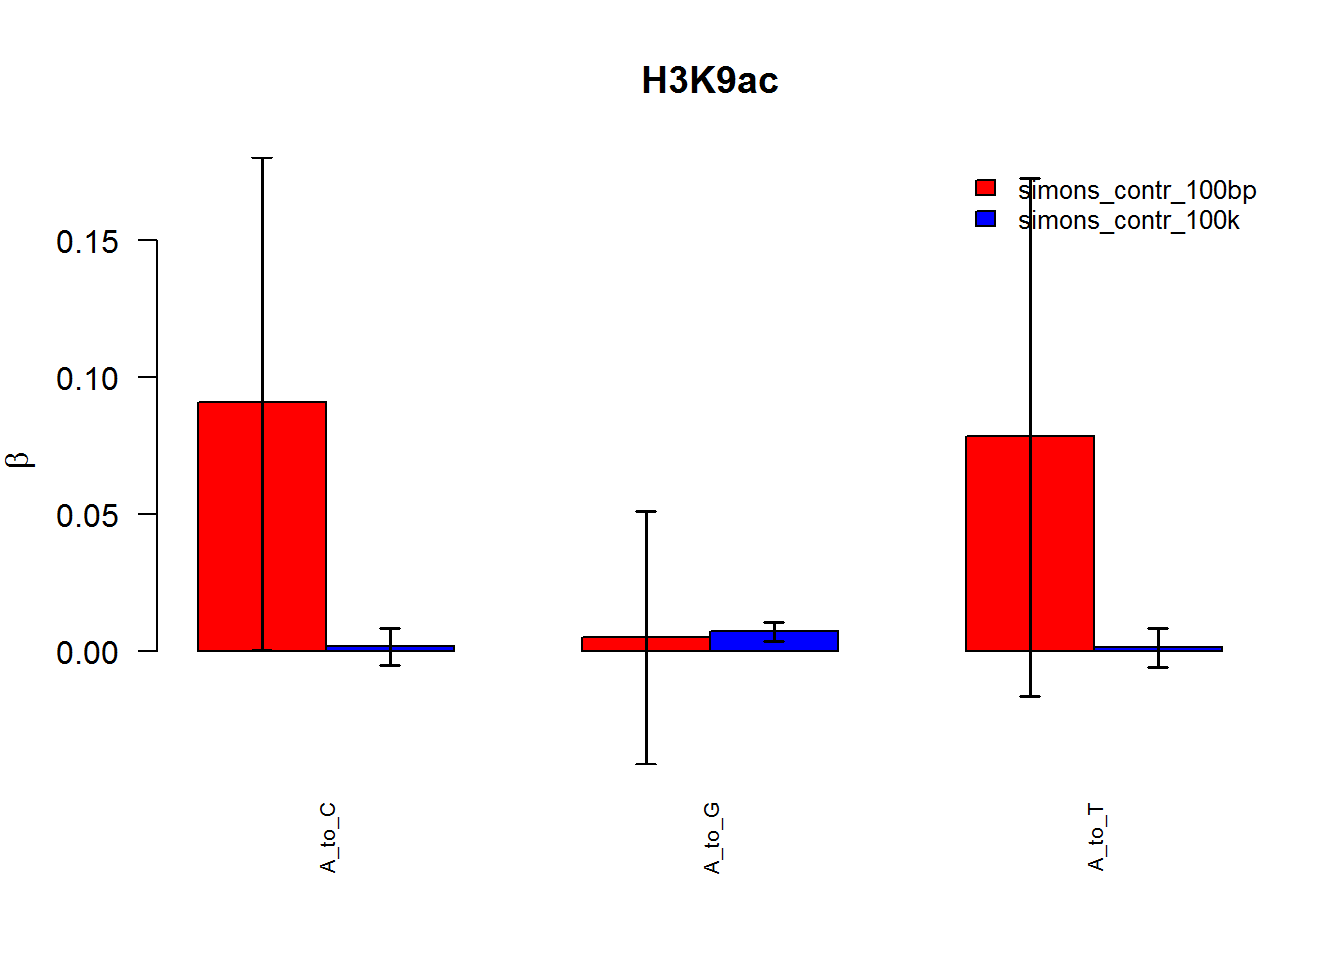 H3K9ac
simons_contr_100bp
simons_contr_100k
0.15
0.10
0.05
0.00
β
A_to_C
A_to_G
A_to_T